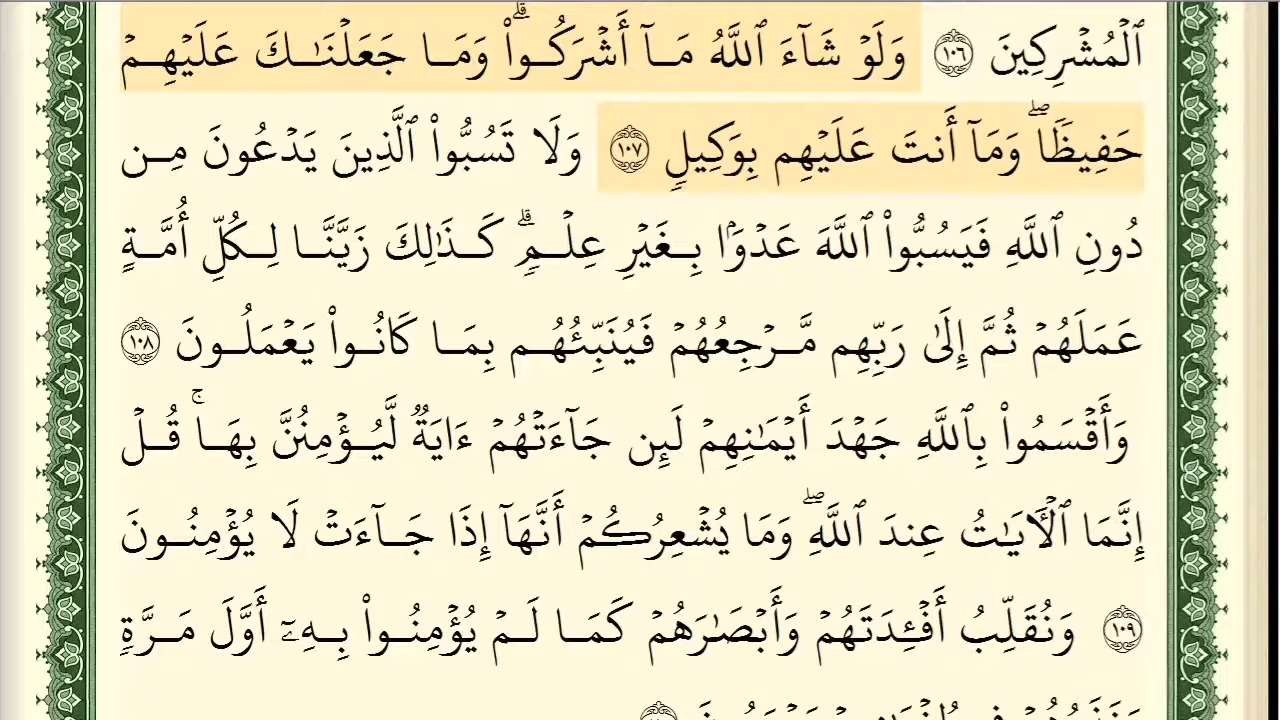 ٱلۡمُشۡرِكِينَ ١٠٦ وَلَوۡ شَآءَ ٱللَّهُ مَآ أَشۡرَكُواْۗ وَمَا جَعَلۡنَٰكَ عَلَيۡهِمۡ
حَفِيظٗاۖ وَمَآ أَنتَ عَلَيۡهِم بِوَكِيلٖ ١٠٧ وَلَا تَسُبُّواْ ٱلَّذِينَ يَدۡعُونَ مِن
دُونِ ٱللَّهِ فَيَسُبُّواْ ٱللَّهَ عَدۡوَۢا بِغَيۡرِ عِلۡمٖۗ كَذَٰلِكَ زَيَّنَّا لِكُلِّ أُمَّةٍ
عَمَلَهُمۡ ثُمَّ إِلَىٰ رَبِّهِم مَّرۡجِعُهُمۡ فَيُنَبِّئُهُم بِمَا كَانُواْ يَعۡمَلُونَ ١٠٨
وَأَقۡسَمُواْ بِٱللَّهِ جَهۡدَ أَيۡمَٰنِهِمۡ لَئِن جَآءَتۡهُمۡ ءَايَةٞ لَّيُؤۡمِنُنَّ بِهَاۚ قُلۡ
إِنَّمَا ٱلۡأٓيَٰتُ عِندَ ٱللَّهِۖ وَمَا يُشۡعِرُكُمۡ أَنَّهَآ إِذَا جَآءَتۡ لَا يُؤۡمِنُونَ
١٠٩ وَنُقَلِّبُ أَفۡـِٔدَتَهُمۡ وَأَبۡصَٰرَهُمۡ كَمَا لَمۡ يُؤۡمِنُواْ بِهِۦٓ أَوَّلَ مَرَّةٖ